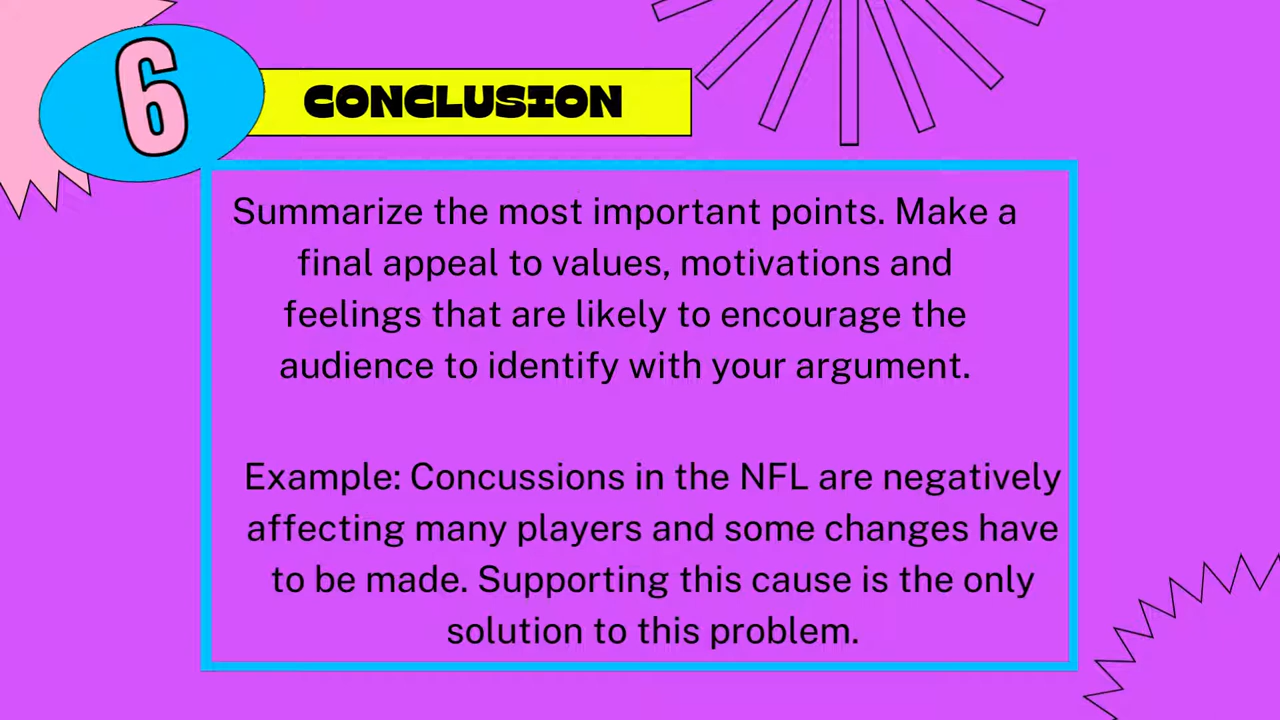 6
CONCLUSION
Summarize the most important points. Make a
final appeal to values, motivations and
feelings that are likely to encourage the
audience to identify with your argument.
Example: Concussions in the NFL are negatively
affecting many players and some changes have
to be made. Supporting this cause is the only
solution to this problem.